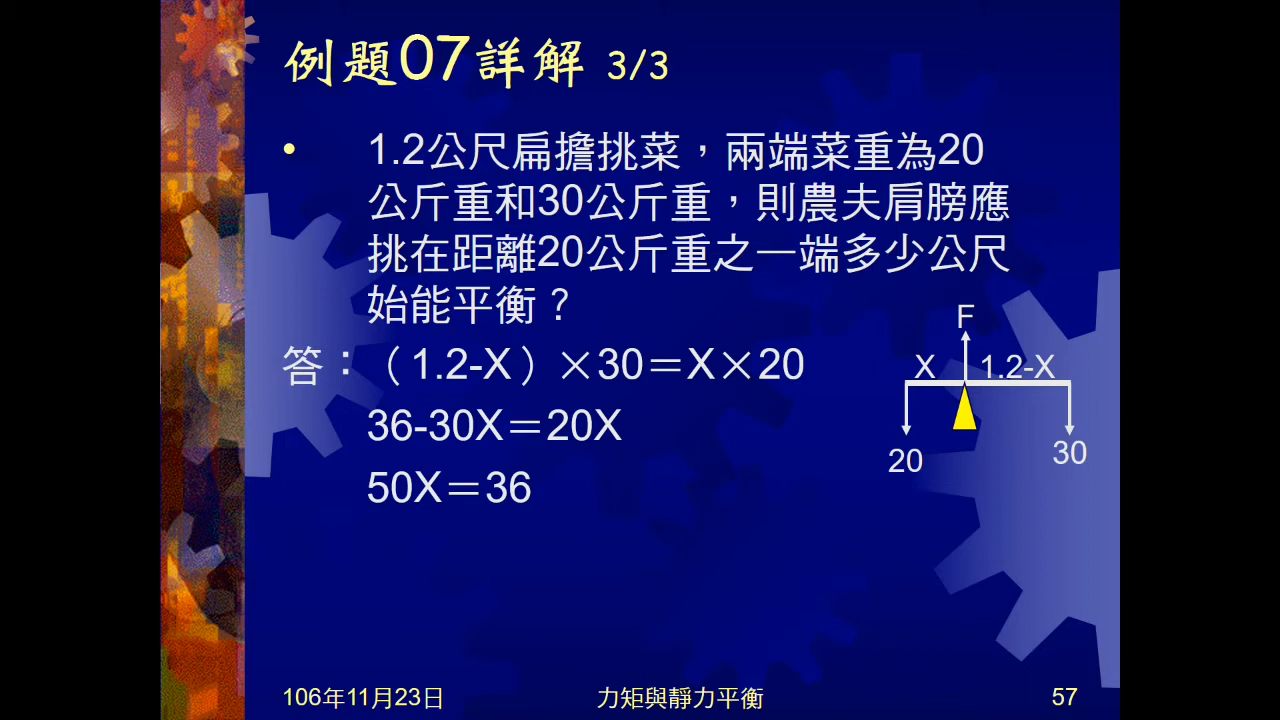 例題07詳解 3/3
• 1.2公尺扁擔挑菜，兩端菜重為20
公斤重和30公斤重，則農夫肩膀應
挑在距離20公斤重之一端多少公尺
始能平衡？
答：（1.2-X）×30＝X×20
36-30X＝20X
50X＝36
F
X
1.2-X
20
30
106年11月23日
力矩與靜力平衡
57